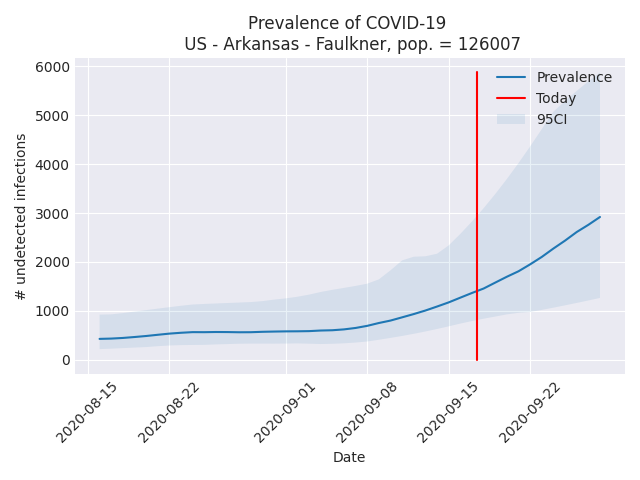 Prevalence of COVID-19
US - Arkansas - Faulkner, pop. = 126007
# undetected infections
6000
5000
4000
3000
2000
1000
0
Prevalence
Today
95CI
2020-08-15
2020-08-22
2020-09-01
2020-09-08
2020-09-15
2020-09-22
Date